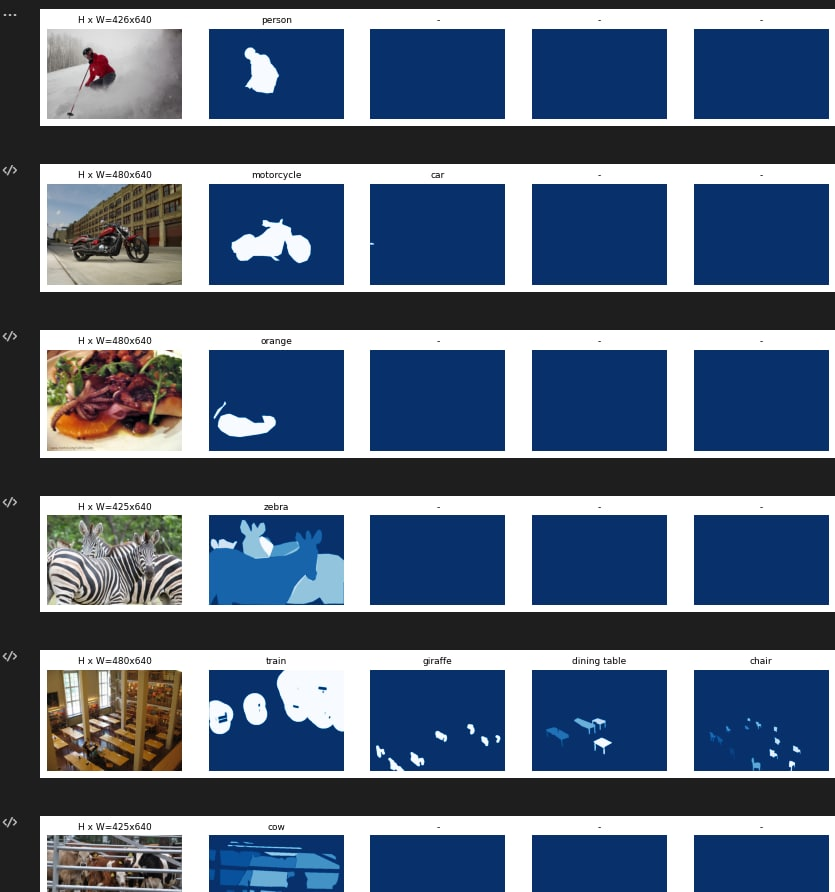 H x W=426x640 person - - -
H x W=480x640 motorcycle car - -
H x W=480x640 orange - - -
H x W=425x640 zebra - - -
H x W=480x640 train giraffe dining table chair
H x W=425x640 cow - - -